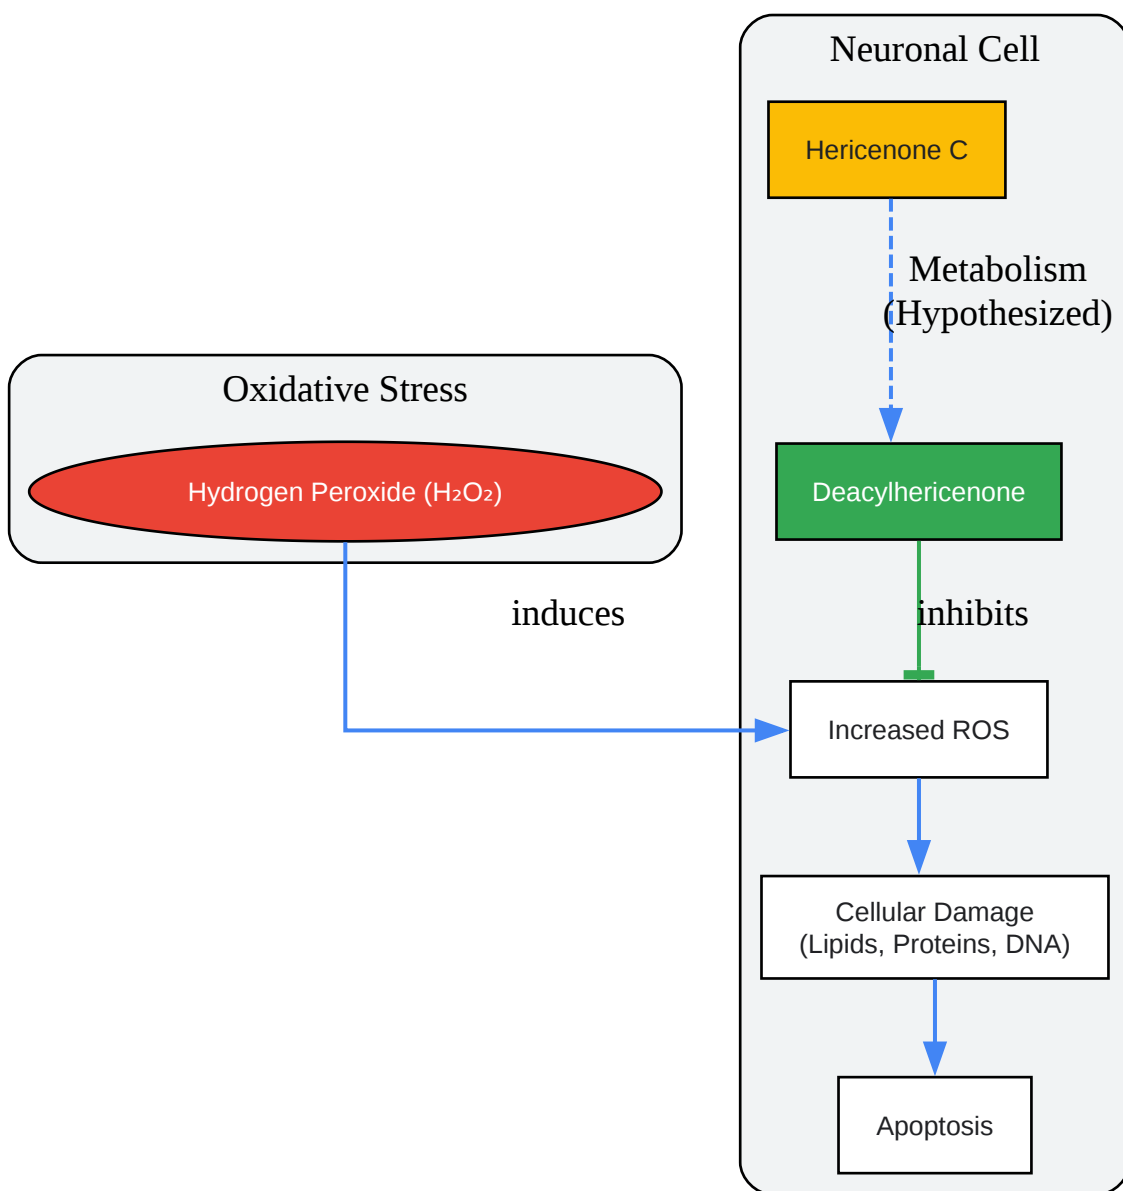 Neuronal Cell
Hericenone C
Metabolism
(Hypothesized)
Oxidative Stress
Hydrogen Peroxide (H₂O₂)
Deacylhericenone
induces
inhibits
Increased ROS
Cellular Damage
(Lipids, Proteins, DNA)
Apoptosis